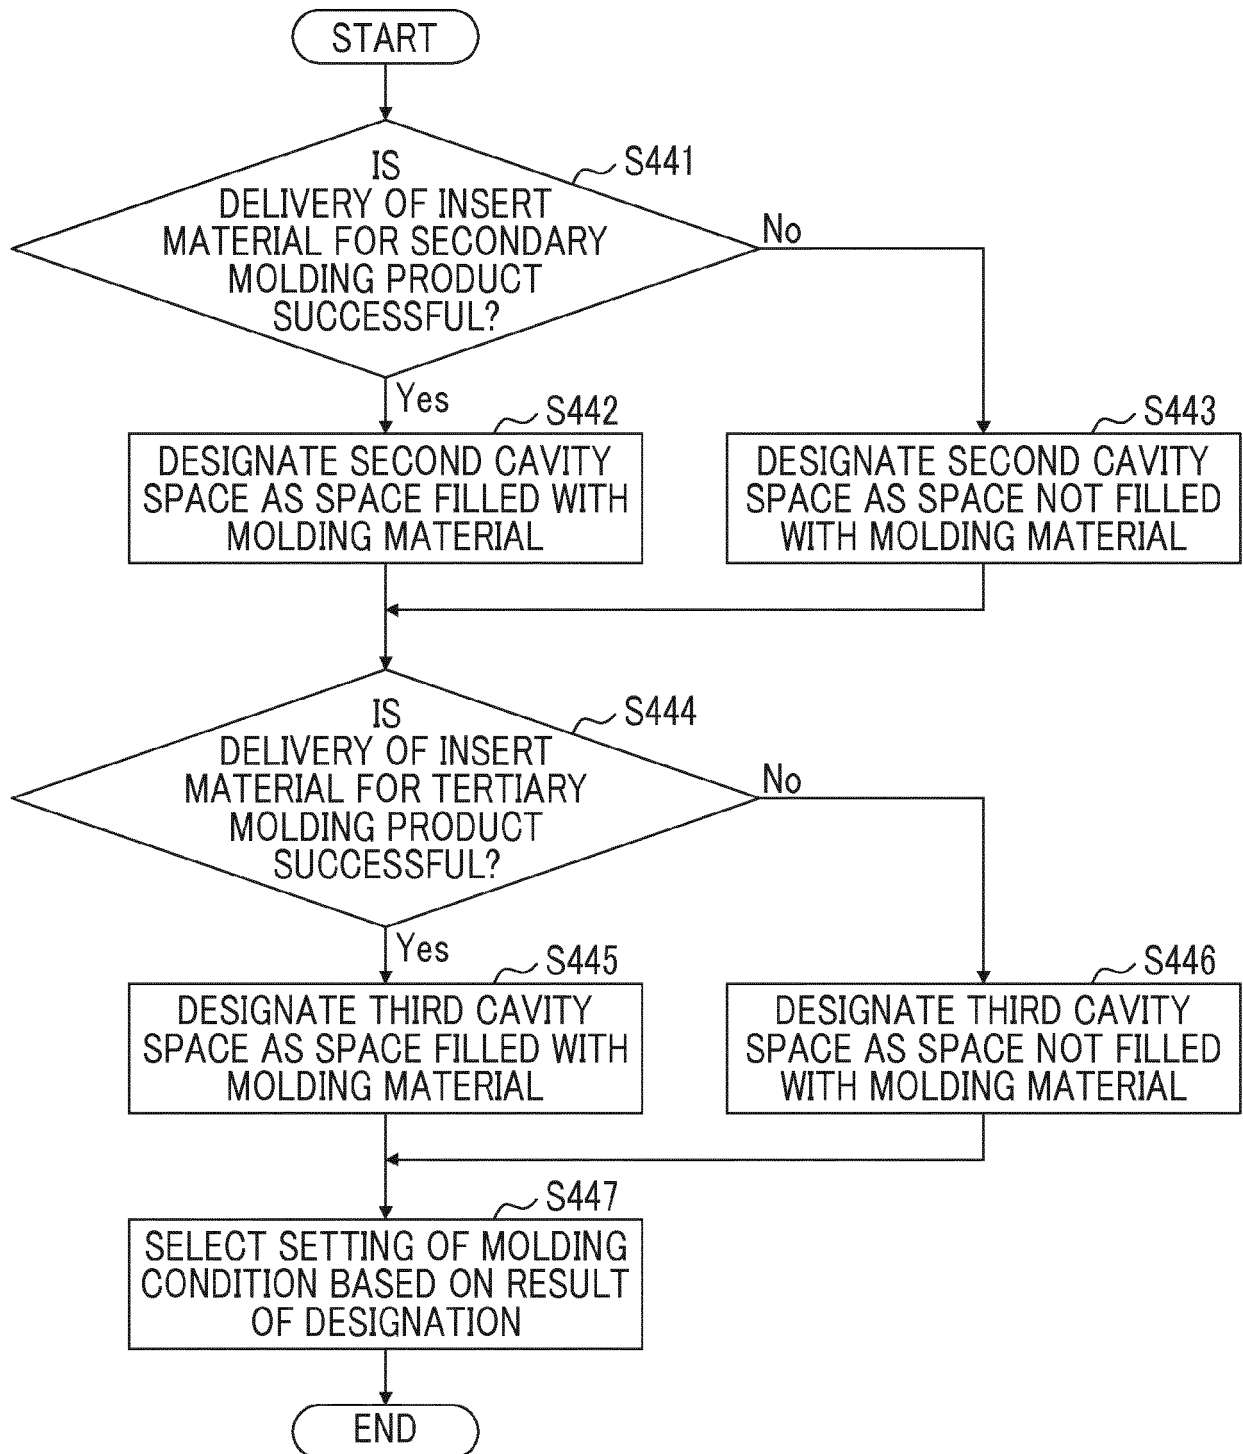 START
IS
DELIVERY OF INSERT
MATERIAL FOR SECONDARY
MOLDING PRODUCT
SUCCESSFUL?
S441
No
Yes
S442
DESIGNATE SECOND CAVITY
SPACE AS SPACE FILLED WITH
MOLDING MATERIAL
S443
DESIGNATE SECOND CAVITY
SPACE AS SPACE NOT FILLED
WITH MOLDING MATERIAL
IS
DELIVERY OF INSERT
MATERIAL FOR TERTIARY
MOLDING PRODUCT
SUCCESSFUL?
S444
No
Yes
S445
DESIGNATE THIRD CAVITY
SPACE AS SPACE FILLED WITH
MOLDING MATERIAL
S446
DESIGNATE THIRD CAVITY
SPACE AS SPACE NOT FILLED
WITH MOLDING MATERIAL
S447
SELECT SETTING OF MOLDING
CONDITION BASED ON RESULT
OF DESIGNATION
END